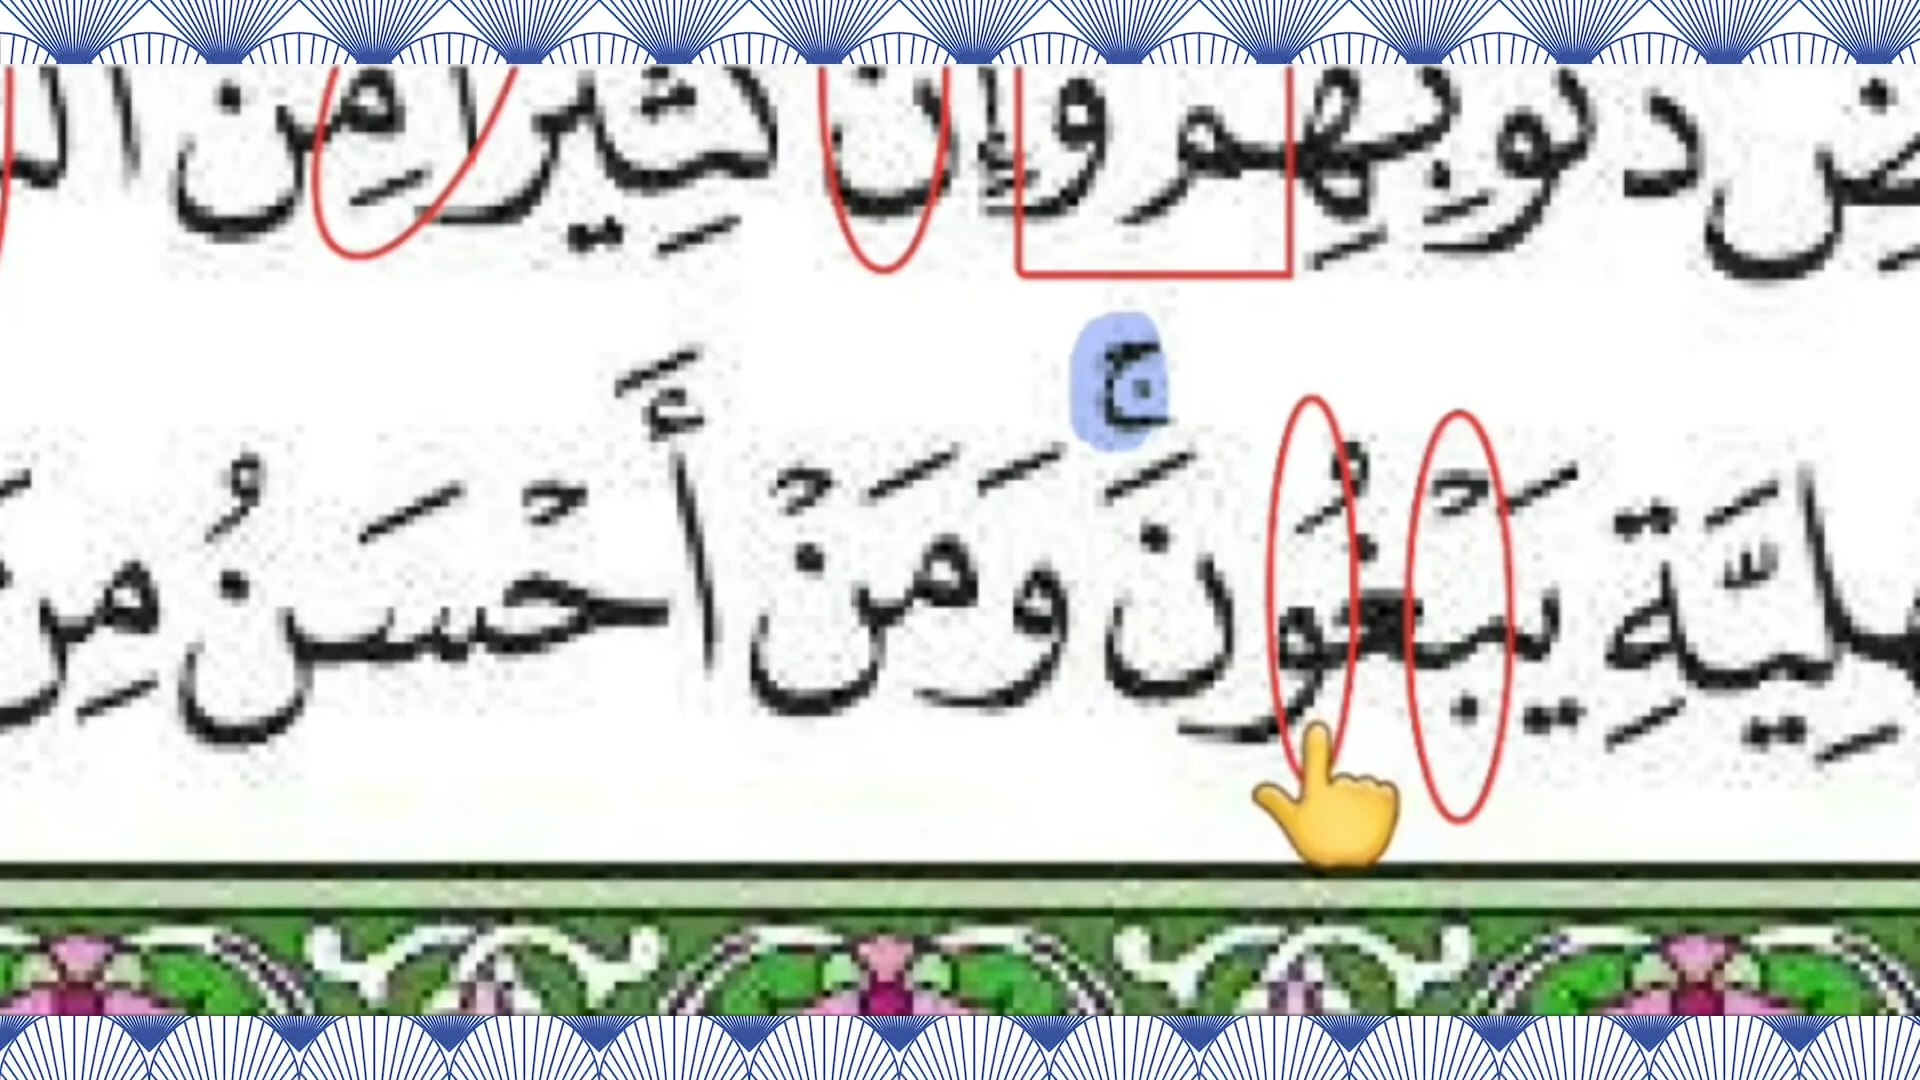 ضِ ذُنُوبِهِمْ وَإِنَّ كَثِيرًا مِنَ
هِلِيَّةِ يَبْغُونَ ۚ وَمَنْ أَحْسَنُ مِنَ